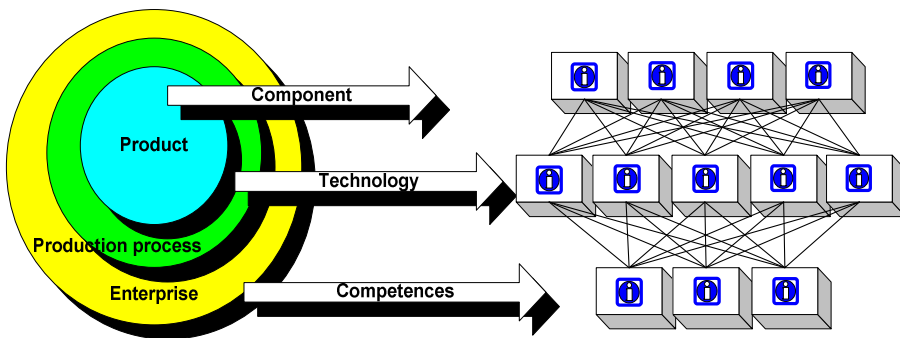 Component
Product
Technology
Production process
Enterprise
Competences
i i i i
i i i i i
i i i